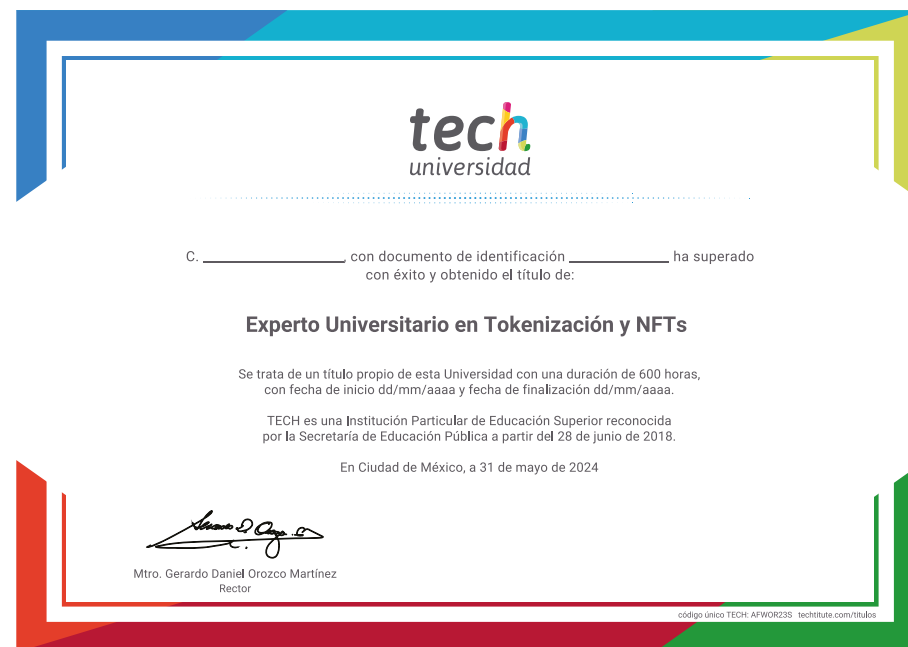 tech
universidad
C. ____________, con documento de identificación ____________ ha superado
con éxito y obtenido el título de:
Experto Universitario en Tokenización y NFTs
Se trata de un título propio de esta Universidad con una duración de 600 horas,
con fecha de inicio dd/mm/aaaa y fecha de finalización dd/mm/aaaa.
TECH es una Institución Particular de Educación Superior reconocida
por la Secretaría de Educación Pública a partir del 28 de junio de 2018.
En Ciudad de México, a 31 de mayo de 2024
Mtro. Gerardo Daniel Orozco Martínez
Rector
código único TECH: AFWOR23S techtitute.com/titulos